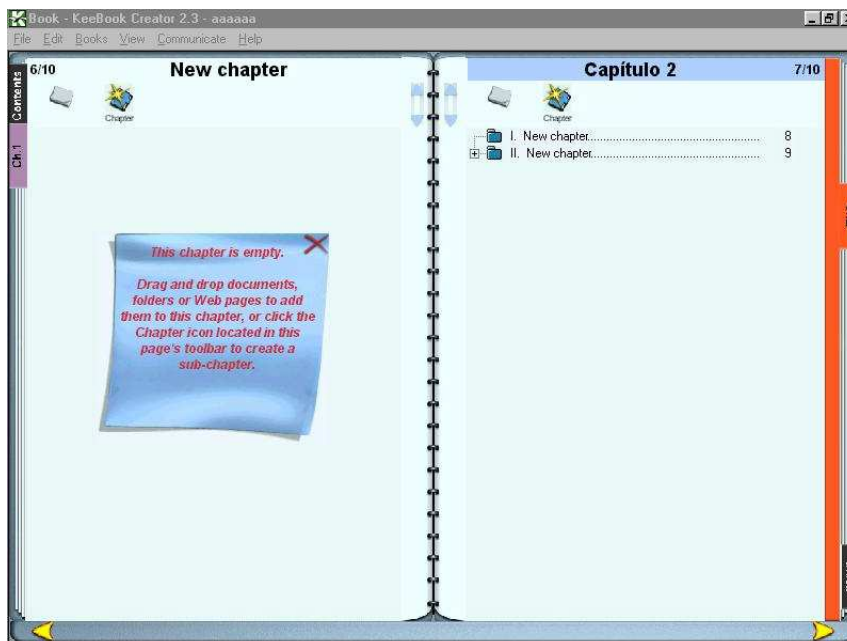 Book - KeeBook Creator 2.3 - aaaaaa
File Edit Books View Communicate Help
6/10 New chapter
Chapter
Contents
Ch.1
This chapter is empty.
Drag and drop documents,
folders or Web pages to add
them to this chapter, or click the
Chapter icon located in this
page's toolbar to create a
sub-chapter.
Capítulo 2 7/10
Chapter
I. New chapter 8
II. New chapter 9